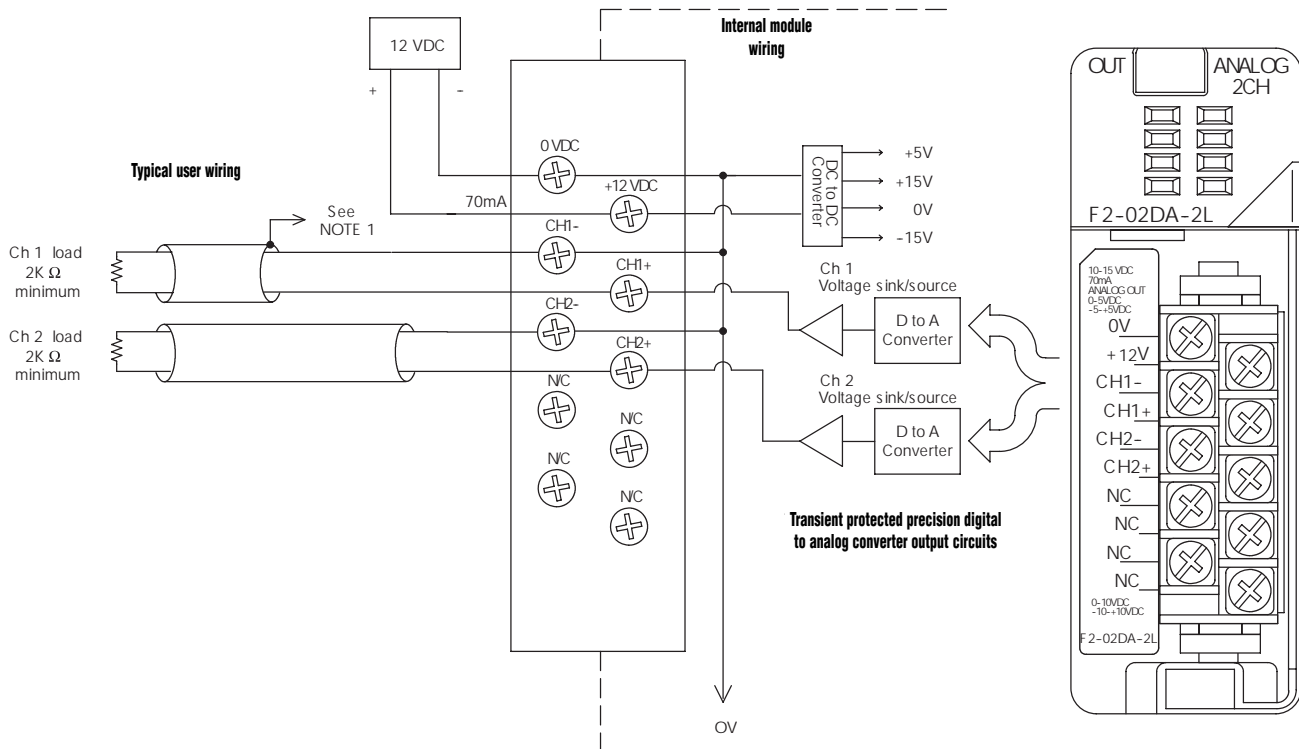 Internal module
wiring
12 VDC
+
-
0 VDC
+12 VDC
70mA
Typical user wiring
See
NOTE 1
CH1-
CH1+
CH2-
CH2+
N/C
N/C
N/C
N/C
Ch 1 load
2K Ω
minimum
Ch 2 load
2K Ω
minimum
DC to DC
Converter
+5V
+15V
0V
-15V
Ch 1
Voltage sink/source
D to A
Converter
Ch 2
Voltage sink/source
D to A
Converter
Transient protected precision digital
to analog converter output circuits
OV
OUT
ANALOG
2CH
F2-02DA-2L
10-15 VDC
70mA
ANALOG OUT
0-5VDC
-5-+5VDC
0V
+12V
CH1-
CH1+
CH2-
CH2+
NC
NC
NC
NC
0-10VDC
-10-+10VDC
F2-02DA-2L